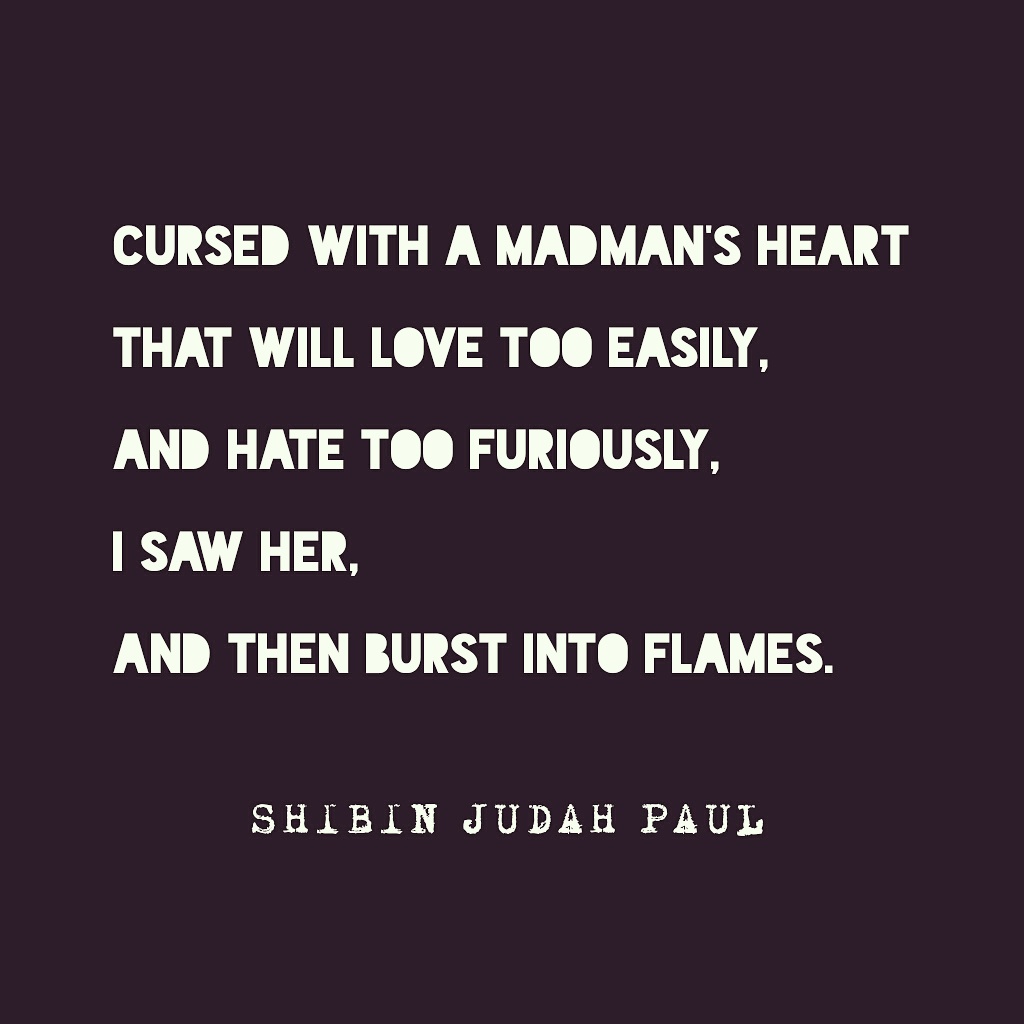 CURSED WITH A MADMAN'S HEART
THAT WILL LOVE TOO EASILY,
AND HATE TOO FURIOUSLY,
I SAW HER,
AND THEN BURST INTO FLAMES.
SHIBIN JUDAH PAUL